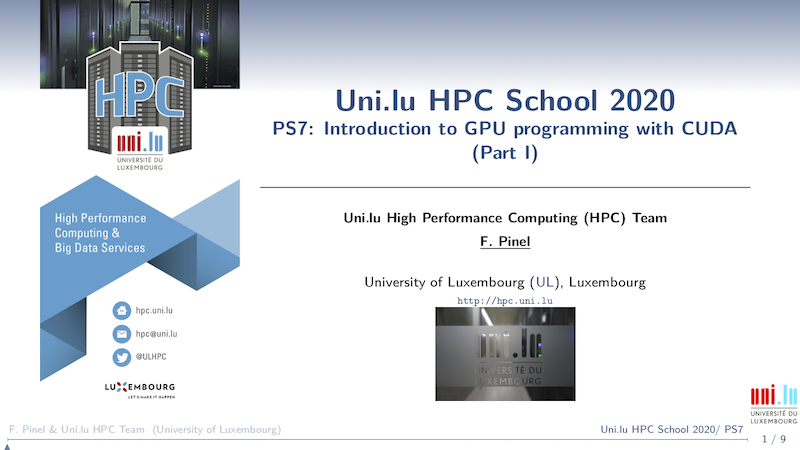 HPC
uni.lu
UNIVERSITÉ DU
LUXEMBOURG
High Performance
Computing &
Big Data Services
hpc.uni.lu
hpc@uni.lu
@ULHPC
LUXEMBOURG
LET'S MAKE IT HAPPEN
Uni.lu HPC School 2020
PS7: Introduction to GPU programming with CUDA
(Part I)
Uni.lu High Performance Computing (HPC) Team
F. Pinel
University of Luxembourg (UL), Luxembourg
http://hpc.uni.lu
uni.lu
UNIVERSITÉ DU
LUXEMBOURG
uni.lu
UNIVERSITÉ DU
LUXEMBOURG
F. Pinel & Uni.lu HPC Team (University of Luxembourg)
Uni.lu HPC School 2020/ PS7
1 / 9